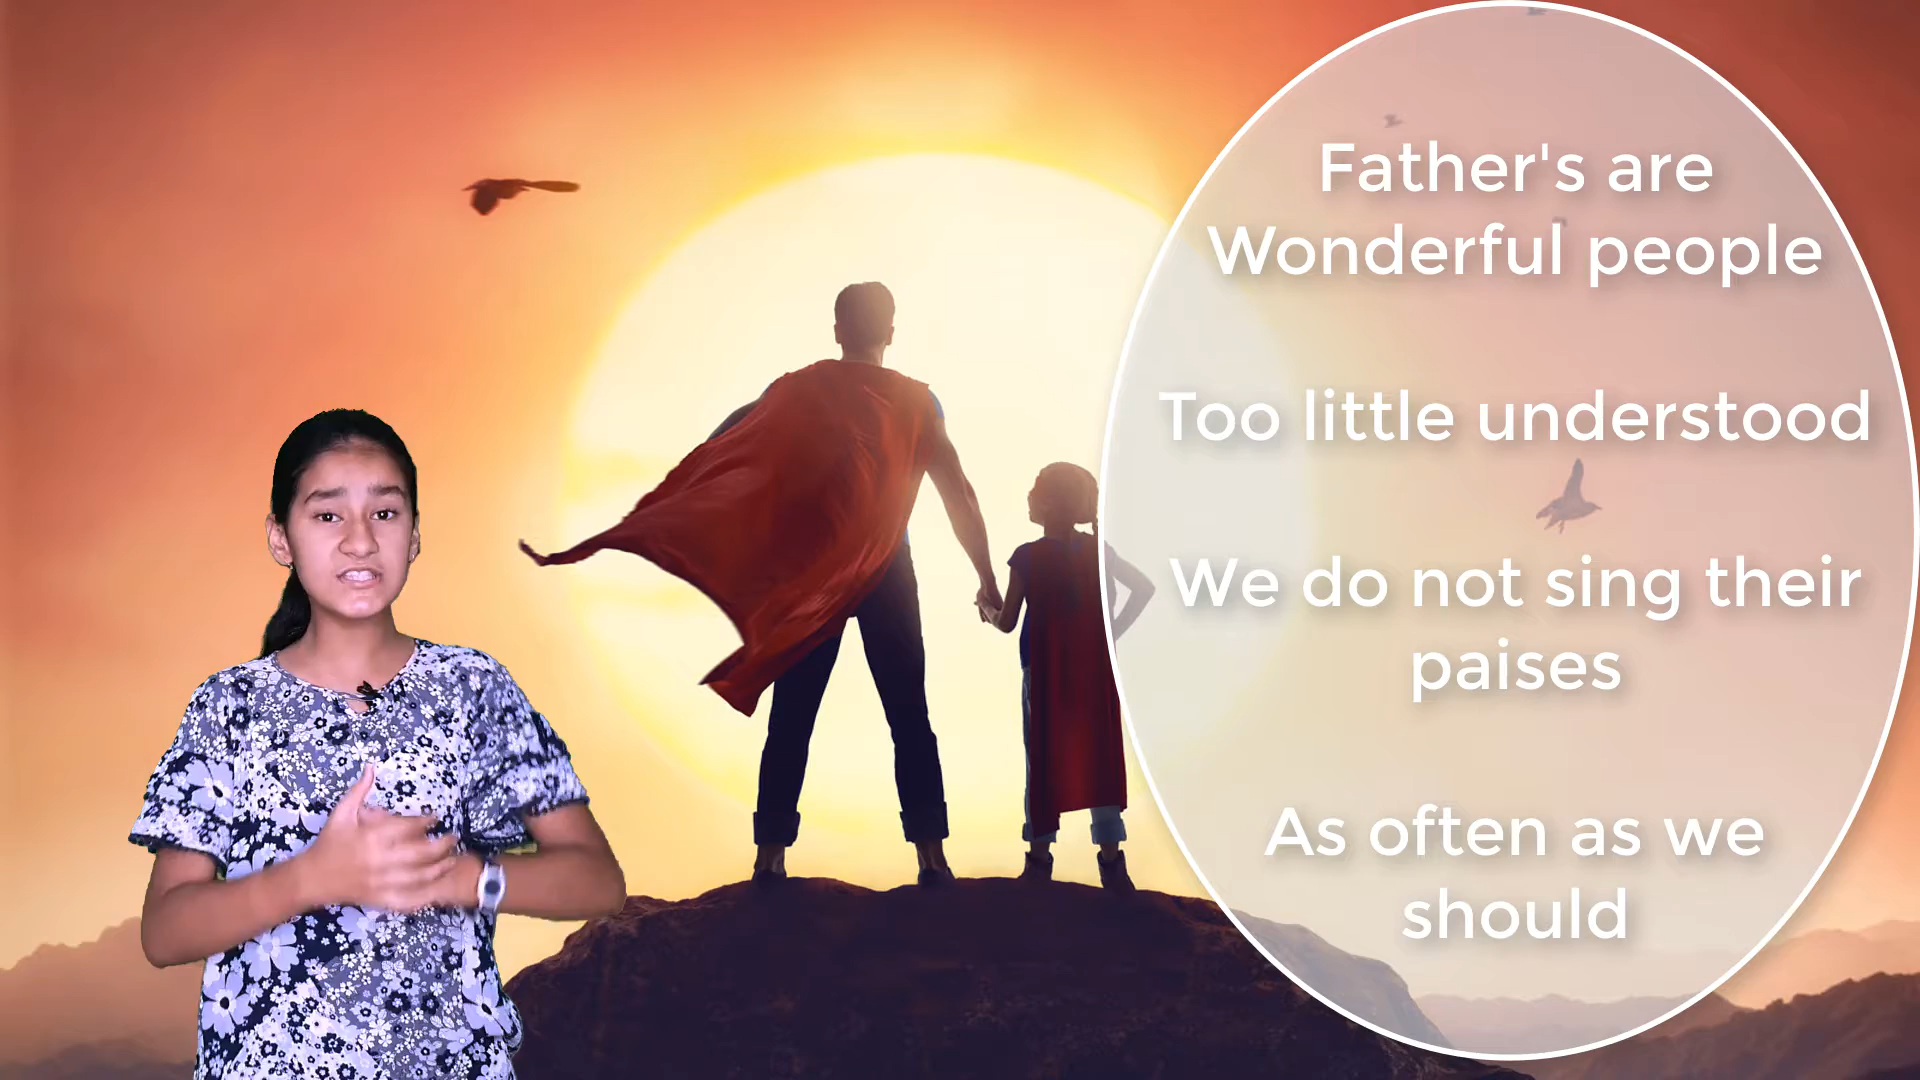 Father's are
Wonderful people
Too little understood
We do not sing their
paises
As often as we
should